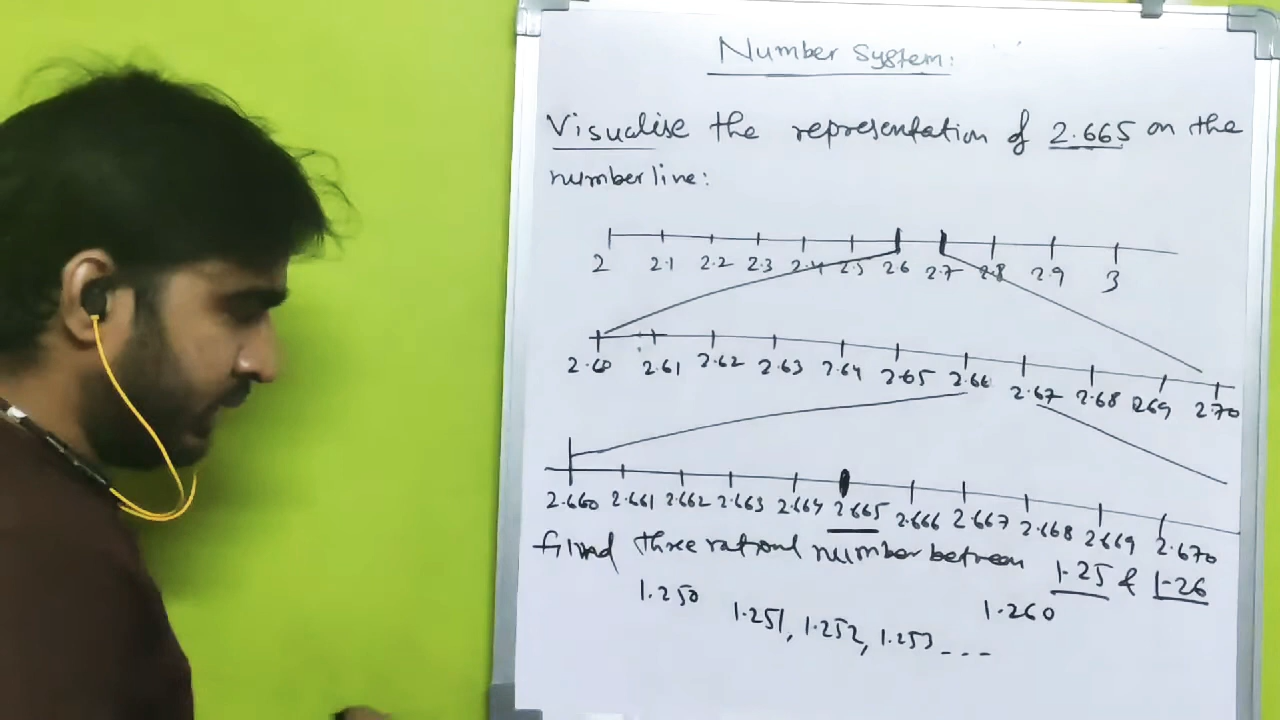 Number System:
Visualise the representation of 2.665 on the
number line:
2 2.1 2.2 2.3 2.4 2.5 2.6 2.7 2.8 2.9 3
2.60 2.61 2.62 2.63 2.64 2.65 2.66 2.67 2.68 2.69 2.70
2.660 2.661 2.662 2.663 2.664 2.665 2.666 2.667 2.668 2.669 2.670
find three rational number between 1.25 & 1.26
1.250 1.260
1.251, 1.252, 1.253 ---